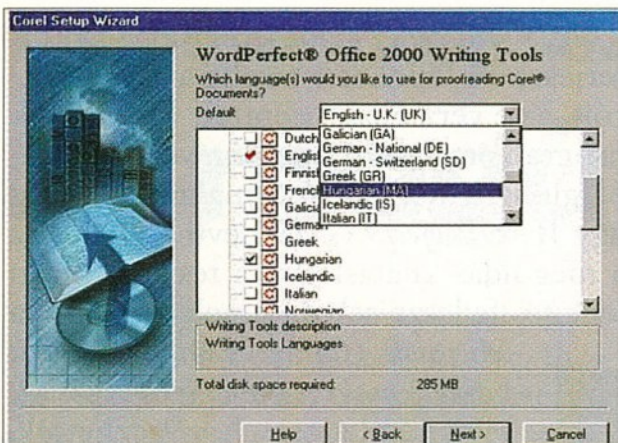 Corel Setup Wizard
WordPerfect® Office 2000 Writing Tools
Which language(s) would you like to use for proofreading Corel®
Documents?
Default
English - U.K. (UK)
Galician (GA)
German - National (DE)
German - Switzerland (SD)
Greek (GR)
Hungarian (MA)
Icelandic (IS)
Italian (IT)
Dutch
English
Finnis
French
Galicia
German
Greek
Hungarian
Icelandic
Italian
Norwegian
Writing Tools description
Writing Tools Languages
Total disk space required:
285 MB
Help
< Back
Next >
Cancel